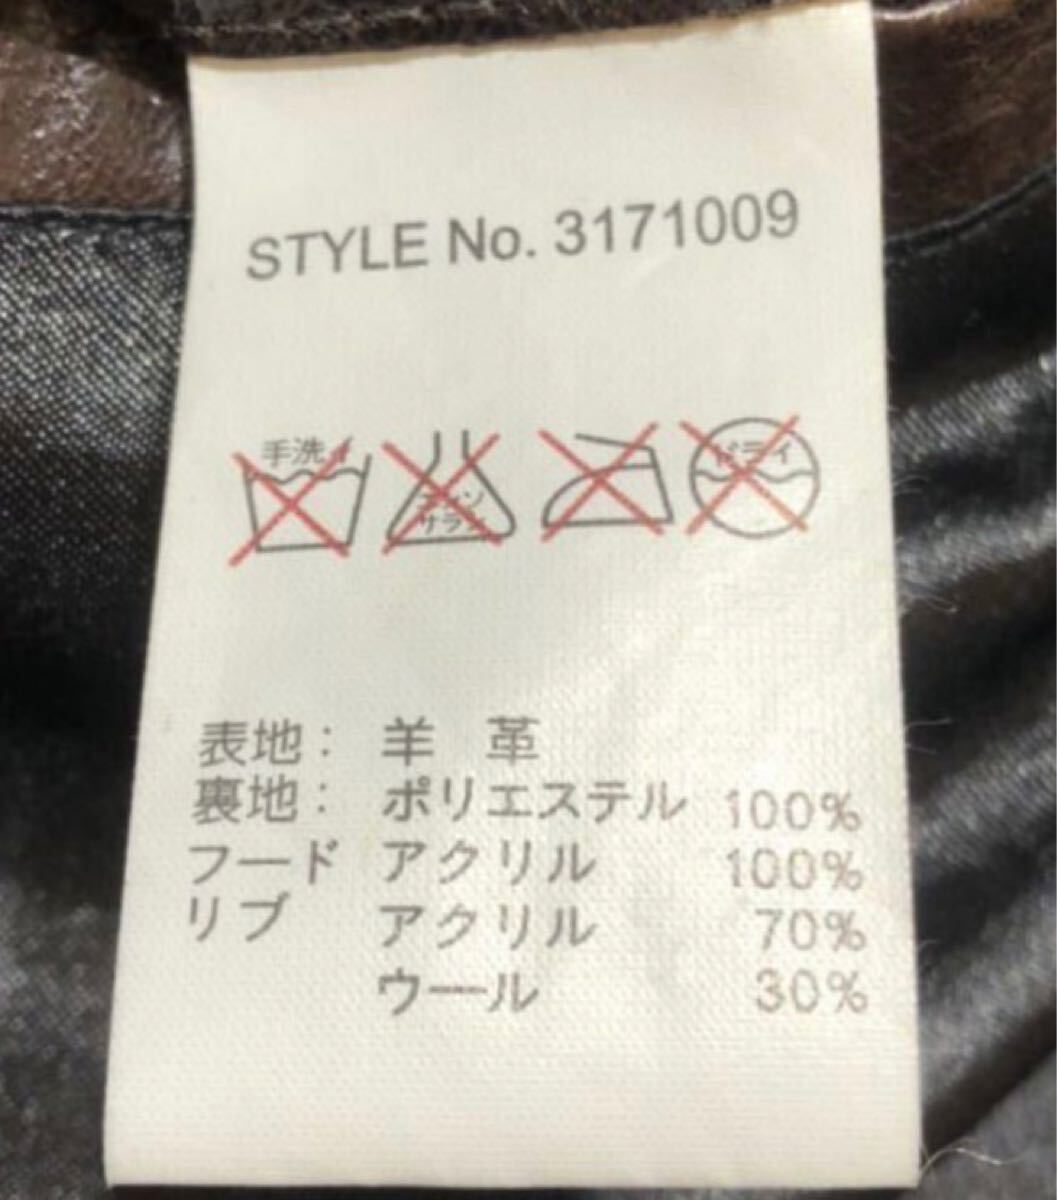 STYLE No. 3171009
手洗イ
エンソ
サラシ
ドライ
表地： 羊 革
裏地： ポリエステル 100%
フード アクリル 100%
リブ アクリル 70%
ウール 30%